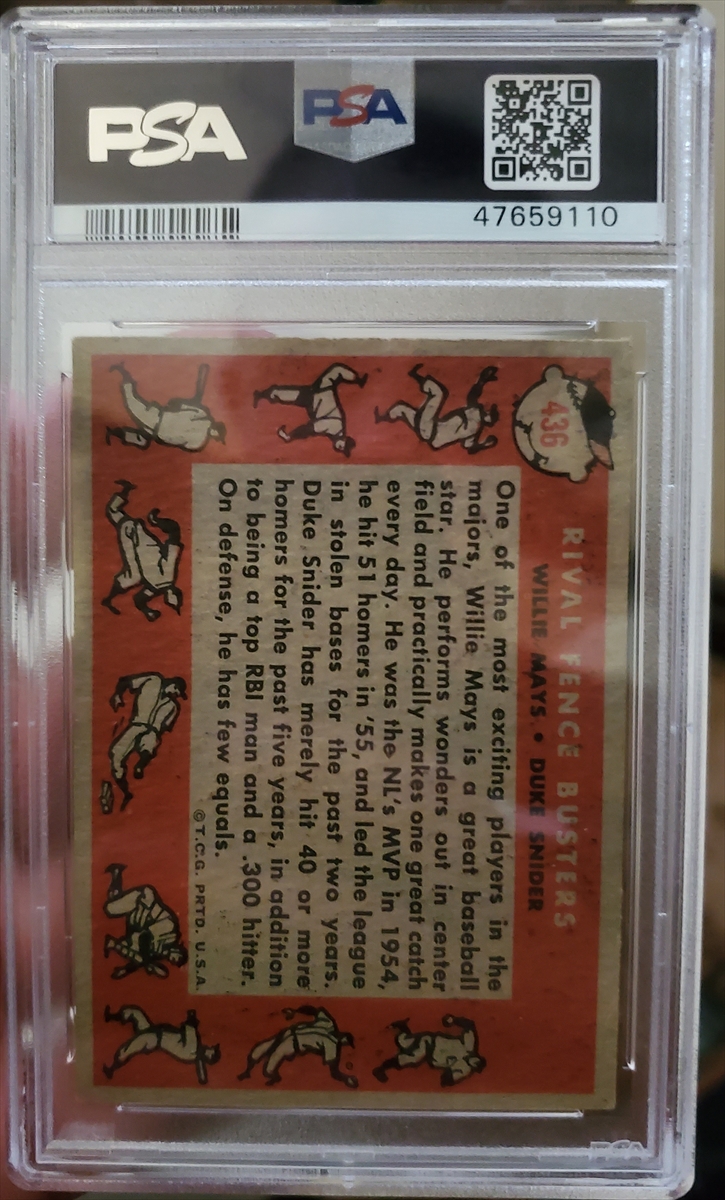 PSA
PSA
47659110
436
RIVAL FENCE BUSTERS
WILLIE MAYS • DUKE SNIDER
One of the most exciting players in the
majors, Willie Mays is a great baseball
star. He performs wonders out in center
field and practically makes one great catch
every day. He was the NL's MVP in 1954,
he hit 51 homers in '55, and led the league
in stolen bases for the past two years.
Duke Snider has merely hit 40 or more
homers for the past five years, in addition
to being a top RBI man and a .300 hitter.
On defense, he has few equals.
© T.C.G. PRTD. U.S.A.
PSA